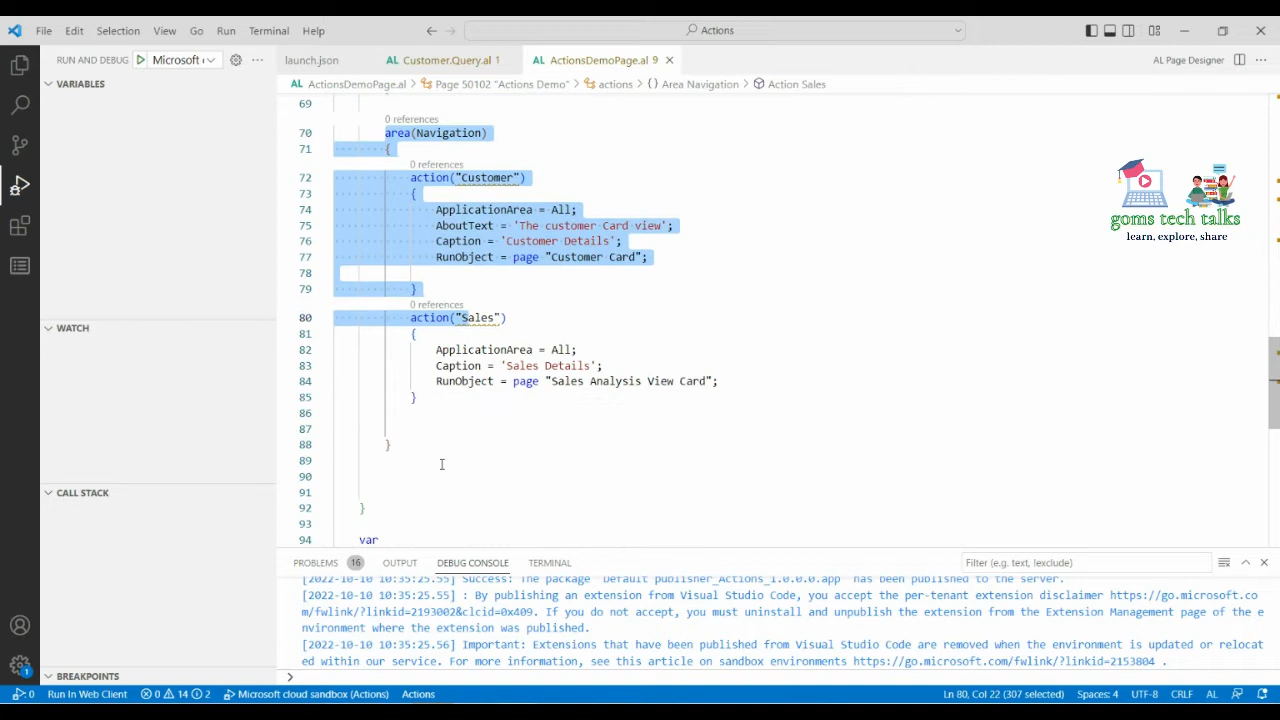 File Edit Selection View Go Run Terminal Help
Actions
RUN AND DEBUG Microsoft
launch.json Customer.Query.al 1 ActionsDemoPage.al 9
AL Page Designer
VARIABLES
ActionsDemoPage.al > Page 50102 "Actions Demo" > actions > { } Area Navigation > Action Sales
69
0 references
70 area(Navigation)
71 {
0 references
72 action("Customer")
73 {
74 ApplicationArea = All;
75 AboutText = 'The customer Card view';
76 Caption = 'Customer Details';
77 RunObject = page "Customer Card";
78
79 }
0 references
80 action("Sales")
81 {
82 ApplicationArea = All;
83 Caption = 'Sales Details';
84 RunObject = page "Sales Analysis View Card";
85 }
86
87
88 }
89
90
91
92 }
93
94 var
goms tech talks
learn, explore, share
WATCH
CALL STACK
BREAKPOINTS
PROBLEMS 16 OUTPUT DEBUG CONSOLE TERMINAL
Filter (e.g. text, !exclude)
[2022-10-10 10:35:25.55] Success: The package 'Default publisher_Actions_1.0.0.0.app' has been published to the server.
[2022-10-10 10:35:25.55] : By publishing an extension from Visual Studio Code, you accept the per-tenant extension disclaimer https://go.microsoft.co
m/fwlink/?linkid=2193002&clcid=0x409. If you do not accept, you must uninstall and unpublish the extension from the Extension Management page of the e
nvironment where the extension was published.
[2022-10-10 10:35:25.56] Important: Extensions that have been published from Visual Studio Code are removed when the environment is updated or relocat
ed within our service. For more information, see this article on sandbox environments https://go.microsoft.com/fwlink/?linkid=2153804 .
>
1
0 Run In Web Client 0 14 2 Microsoft cloud sandbox (Actions) Actions
Ln 80, Col 22 (307 selected) Spaces: 4 UTF-8 CRLF AL